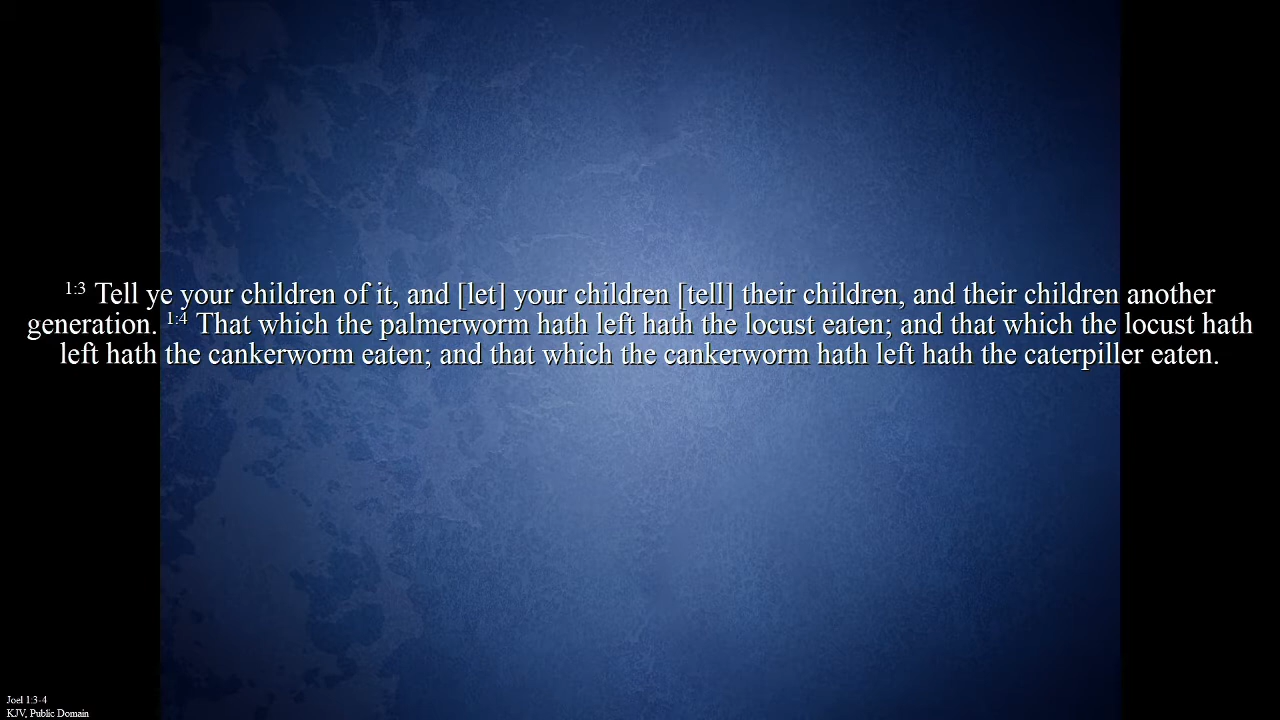 1:3 Tell ye your children of it, and [let] your children [tell] their children, and their children another
generation. 1:4 That which the palmerworm hath left hath the locust eaten; and that which the locust hath
left hath the cankerworm eaten; and that which the cankerworm hath left hath the caterpiller eaten.
Joel 1:3-4
KJV, Public Domain